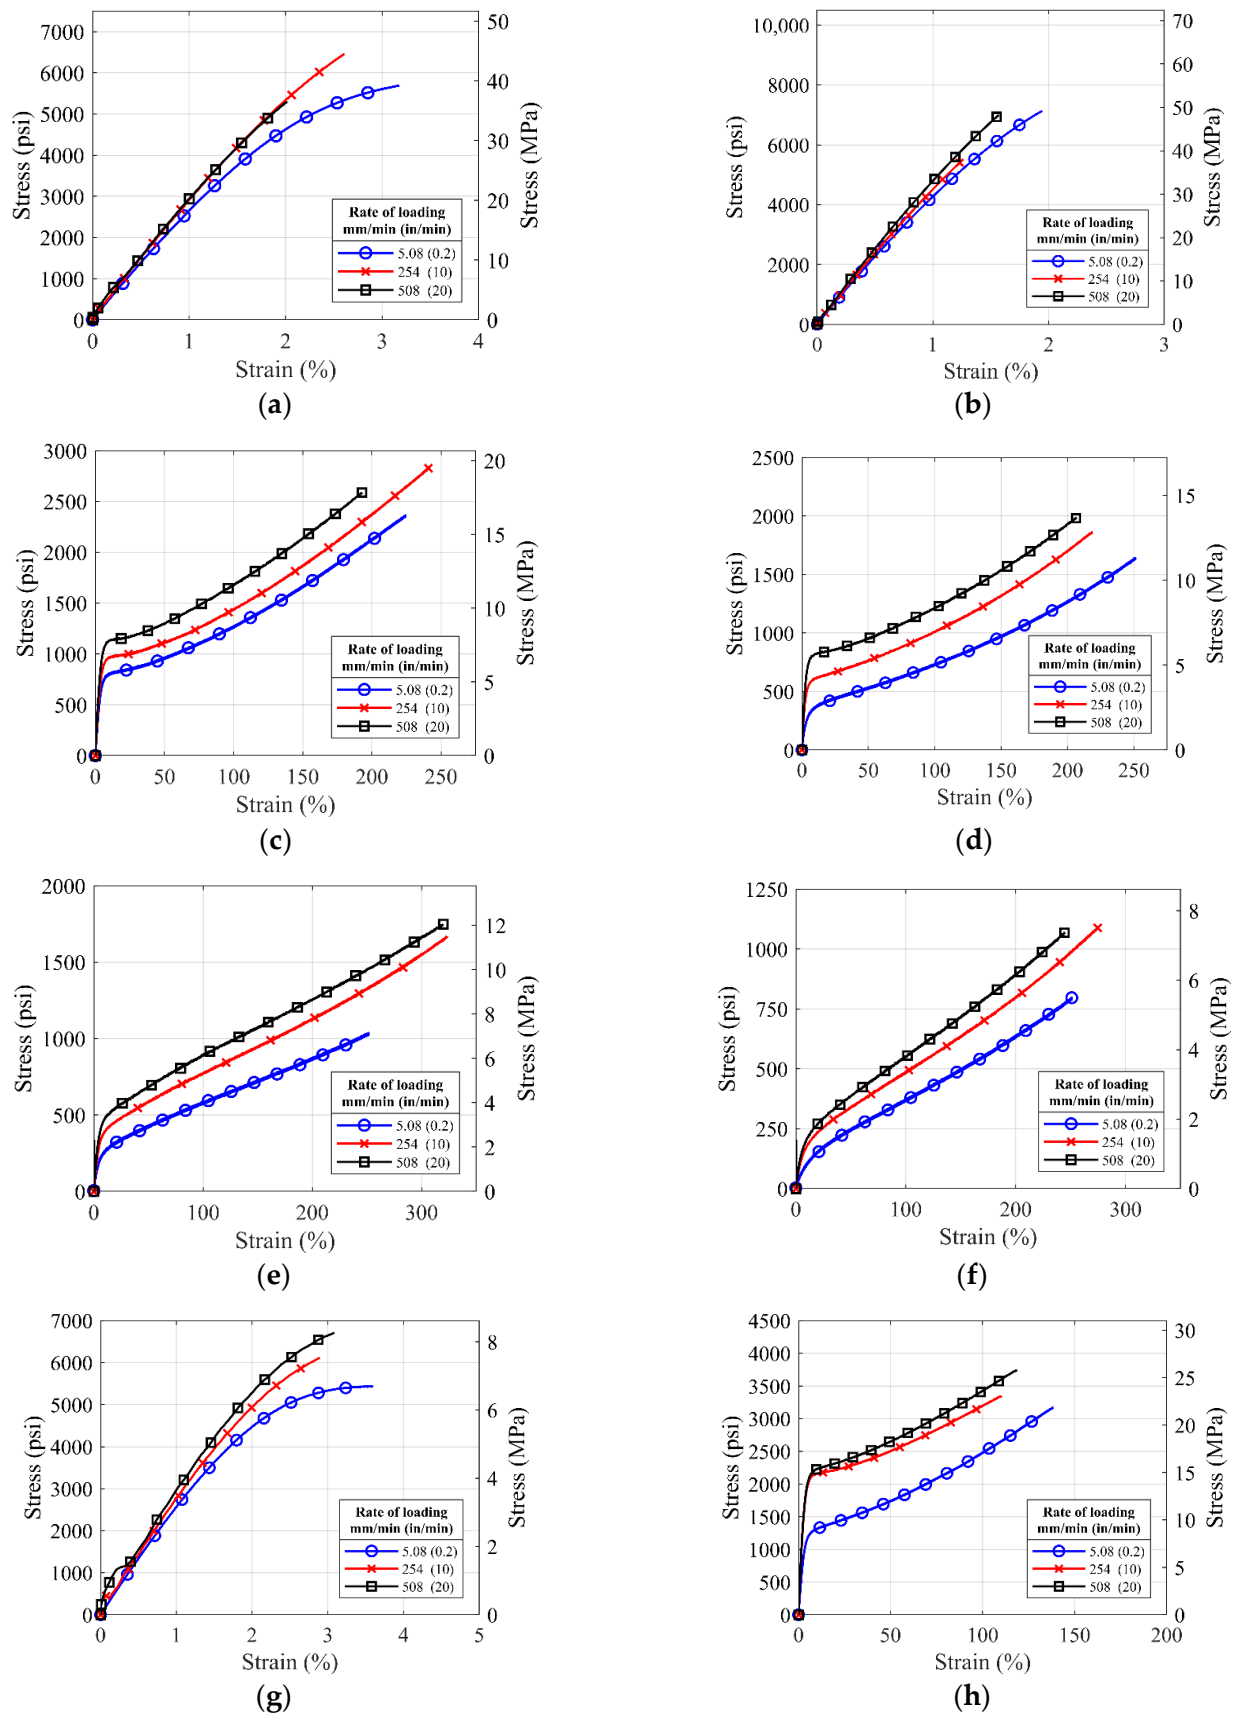 7000
6000
5000
4000
3000
2000
1000
0
50
40
30
20
10
0
0 1 2 3 4
Stress (psi)
Stress (MPa)
Strain (%)
Rate of loading
mm/min (in/min)
5.08 (0.2)
254 (10)
508 (20)
(a)
10,000
8000
6000
4000
2000
0
70
60
50
40
30
20
10
0
0 1 2 3
Stress (psi)
Stress (MPa)
Strain (%)
Rate of loading
mm/min (in/min)
5.08 (0.2)
254 (10)
508 (20)
(b)
3000
2500
2000
1500
1000
500
0
20
15
10
5
0
0 50 100 150 200 250
Stress (psi)
Stress (MPa)
Strain (%)
Rate of loading
mm/min (in/min)
5.08 (0.2)
254 (10)
508 (20)
(c)
2500
2000
1500
1000
500
0
15
10
5
0
0 50 100 150 200 250
Stress (psi)
Stress (MPa)
Strain (%)
Rate of loading
mm/min (in/min)
5.08 (0.2)
254 (10)
508 (20)
(d)
2000
1500
1000
500
0
12
10
8
6
4
2
0
0 100 200 300
Stress (psi)
Stress (MPa)
Strain (%)
Rate of loading
mm/min (in/min)
5.08 (0.2)
254 (10)
508 (20)
(e)
1250
1000
750
500
250
0
8
6
4
2
0
0 100 200 300
Stress (psi)
Stress (MPa)
Strain (%)
Rate of loading
mm/min (in/min)
5.08 (0.2)
254 (10)
508 (20)
(f)
7000
6000
5000
4000
3000
2000
1000
0
8
6
4
2
0
0 1 2 3 4 5
Stress (psi)
Stress (MPa)
Strain (%)
Rate of loading
mm/min (in/min)
5.08 (0.2)
254 (10)
508 (20)
(g)
4500
4000
3500
3000
2500
2000
1500
1000
500
0
30
25
20
15
10
5
0
0 50 100 150 200
Stress (psi)
Stress (MPa)
Strain (%)
Rate of loading
mm/min (in/min)
5.08 (0.2)
254 (10)
508 (20)
(h)